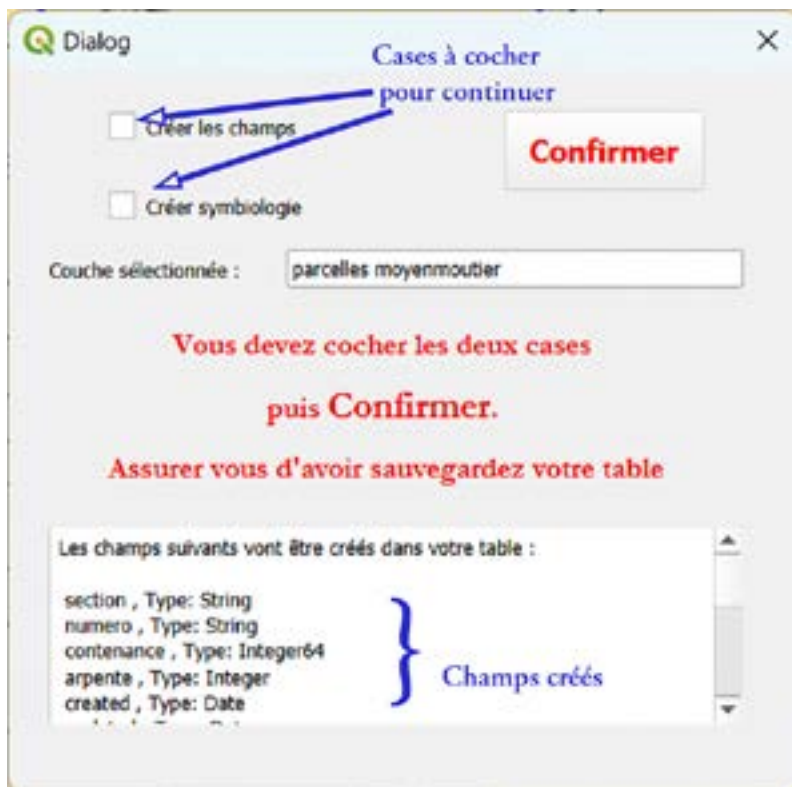 Dialog
Cases à cocher
pour continuer
Créer les champs
Confirmer
Créer symbiologie
Couche sélectionnée :
parcelles moyenmoutier
Vous devez cocher les deux cases
puis Confirmer.
Assurer vous d'avoir sauvegardez votre table
Les champs suivants vont être créés dans votre table :
section , Type: String
numero , Type: String
contenance , Type: Integer64
arpente , Type: Integer
created , Type: Date
Champs créés